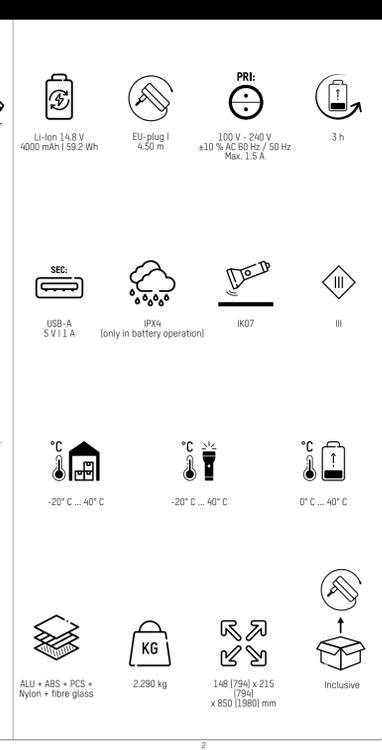 PRI:
Li-Ion 14.8 V
4000 mAh | 59.2 Wh
EU-plug |
4.50 m
100 V - 240 V
±10 % AC 60 Hz / 50 Hz
Max. 1.5 A
3 h
SEC:
III
USB-A
5 V | 1 A
IPX4
(only in battery operation)
IK07
III
°C
°C
°C
-20° C ... 40° C
-20° C ... 40° C
0° C ... 40° C
KG
ALU + ABS + PCS +
Nylon + fibre glass
2.290 kg
148 (794) x 215
(794)
x 850 (1980) mm
Inclusive
2